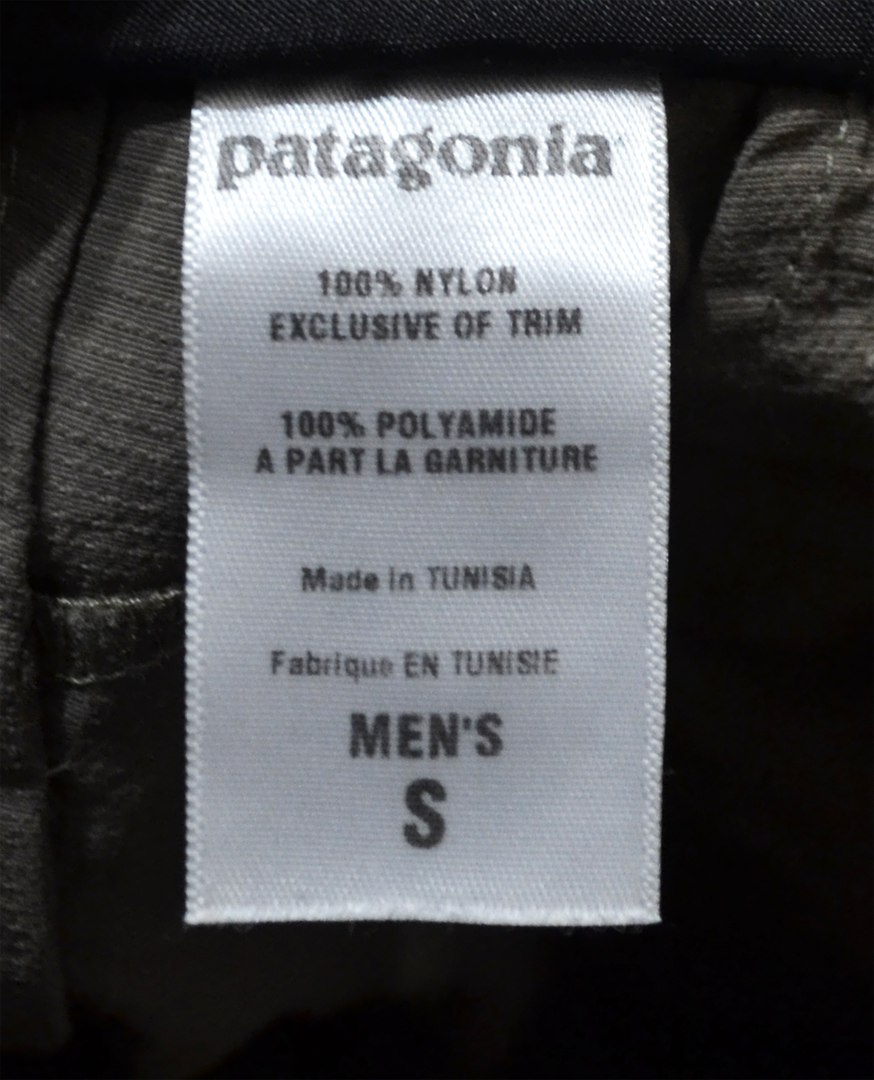 patagonia
100% NYLON
EXCLUSIVE OF TRIM
100% POLYAMIDE
A PART LA GARNITURE
Made in TUNISIA
Fabrique EN TUNISIE
MEN'S
S